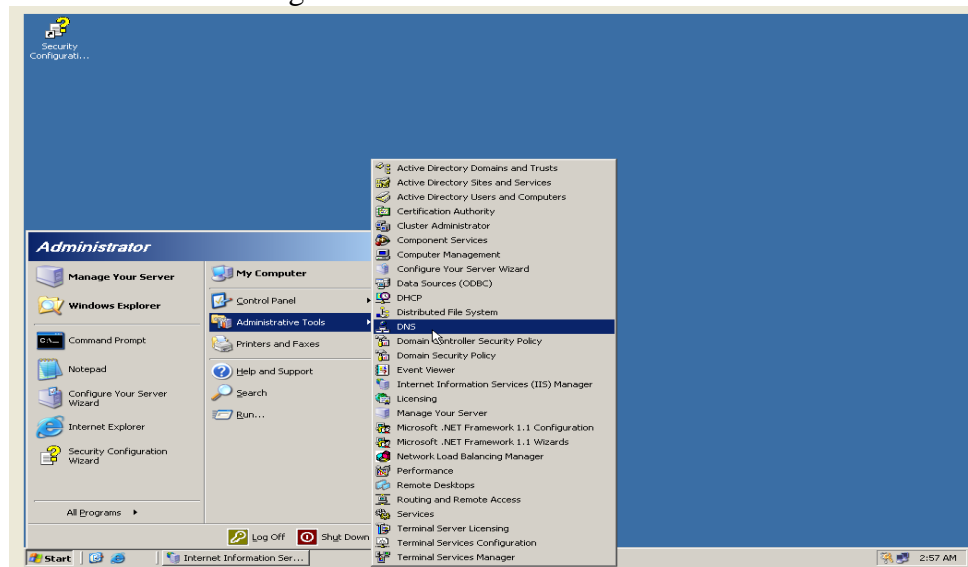 Security
Configurati...
Administrator
Manage Your Server
Windows Explorer
Command Prompt
Notepad
Configure Your Server
Wizard
Internet Explorer
Security Configuration
Wizard
All Programs
My Computer
Control Panel
Administrative Tools
Printers and Faxes
Help and Support
Search
Run...
Log Off
Shut Down
Active Directory Domains and Trusts
Active Directory Sites and Services
Active Directory Users and Computers
Certification Authority
Cluster Administrator
Component Services
Computer Management
Configure Your Server Wizard
Data Sources (ODBC)
DHCP
Distributed File System
DNS
Domain Controller Security Policy
Domain Security Policy
Event Viewer
Internet Information Services (IIS) Manager
Licensing
Manage Your Server
Microsoft .NET Framework 1.1 Configuration
Microsoft .NET Framework 1.1 Wizards
Network Load Balancing Manager
Performance
Remote Desktops
Routing and Remote Access
Services
Terminal Server Licensing
Terminal Services Configuration
Terminal Services Manager
Start
Internet Information Ser...
2:57 AM